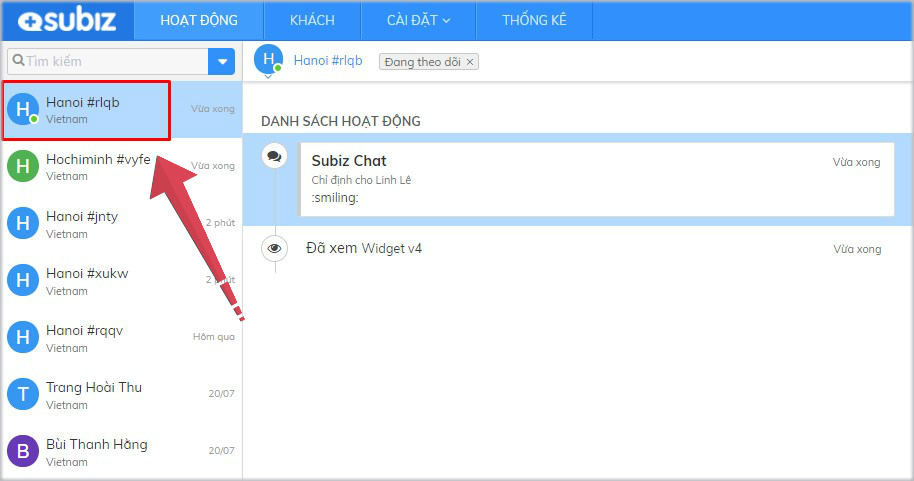 subiz
HOẠT ĐỘNG
KHÁCH
CÀI ĐẶT
THỐNG KÊ
Tìm kiếm
H
Hanoi #rlqb
Đang theo dõi ×
H
Hanoi #rlqb
Vừa xong
Vietnam
H
Hochiminh #vyfe
Vừa xong
Vietnam
H
Hanoi #jnty
2 phút
Vietnam
H
Hanoi #xukw
2 phút
Vietnam
H
Hanoi #rqqv
Hôm qua
Vietnam
T
Trang Hoài Thu
20/07
Vietnam
B
Bùi Thanh Hằng
20/07
Vietnam
DANH SÁCH HOẠT ĐỘNG
Subiz Chat
Vừa xong
Chỉ định cho Linh Lê
:smiling:
Đã xem Widget v4
Vừa xong